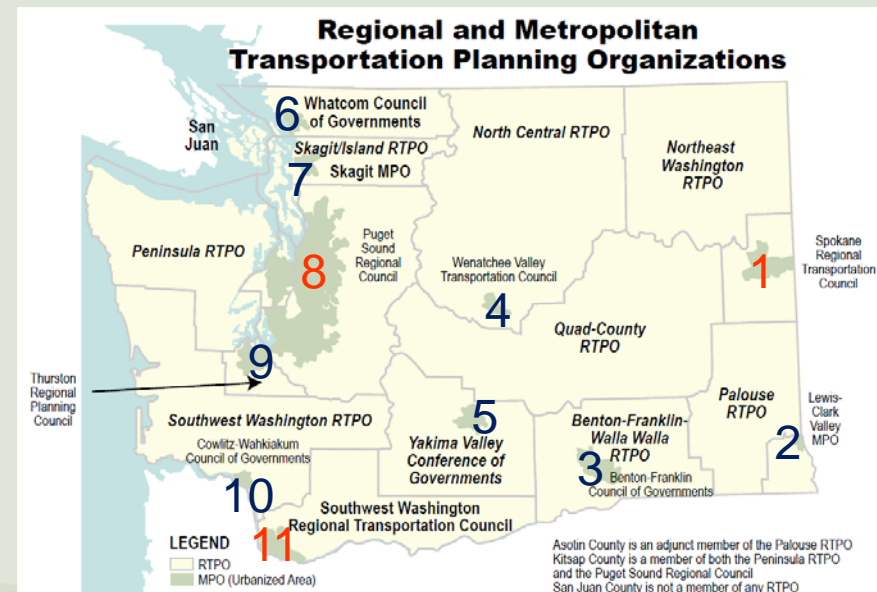 Regional and Metropolitan
Transportation Planning Organizations
6
Whatcom Council
of Governments
San
Juan
Skagit/Island RTPO
7
Skagit MPO
North Central RTPO
Northeast
Washington
RTPO
Peninsula RTPO
8
Puget
Sound
Regional
Council
Wenatchee Valley
Transportation Council
4
1
Spokane
Regional
Transportation
Council
Quad-County
RTPO
9
Thurston
Regional
Planning
Council
Southwest Washington RTPO
Cowlitz-Wahkiakum
Council of Governments
10
5
Yakima Valley
Conference of
Governments
Benton-Franklin-
Walla Walla
RTPO
3
Benton-Franklin
Council of Governments
Palouse
RTPO
2
Lewis-
Clark
Valley
MPO
Southwest Washington
Regional Transportation Council
11
LEGEND
RTPO
MPO (Urbanized Area)
Asotin County is an adjunct member of the Palouse RTPO
Kitsap County is a member of both the Peninsula RTPO
and the Puget Sound Regional Council
San Juan County is not a member of any RTPO